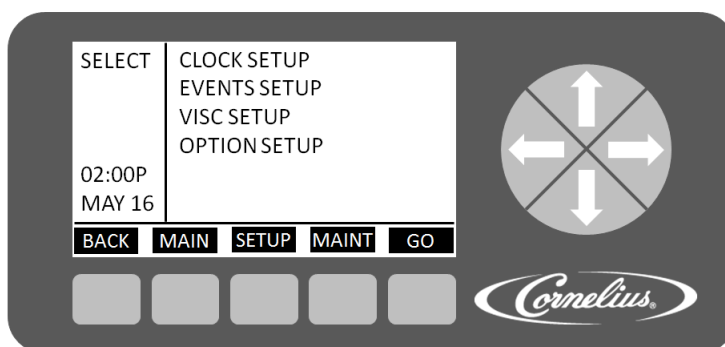 SELECT
CLOCK SETUP
EVENTS SETUP
VISC SETUP
OPTION SETUP
02:00P
MAY 16
BACK MAIN SETUP MAINT GO
Cornelius®